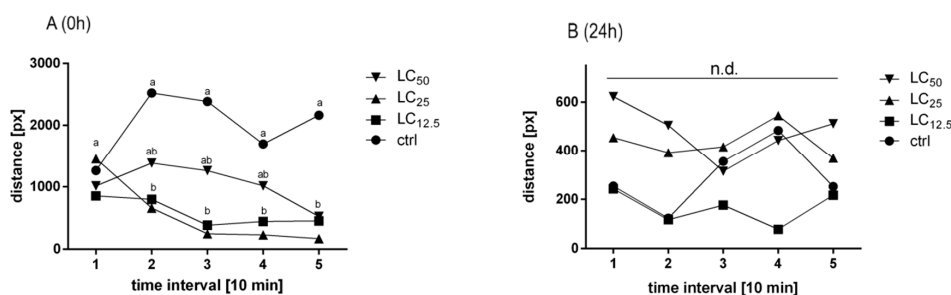 A (0h)
3000
2000
1000
0
distance [px]
a
a
a
a
a
ab
ab
ab
b
b
b
b
1
2
3
4
5
time interval [10 min]
LC50
LC25
LC12.5
ctrl
B (24h)
n.d.
600
400
200
0
distance [px]
1
2
3
4
5
time interval [10 min]
LC50
LC25
LC12.5
ctrl